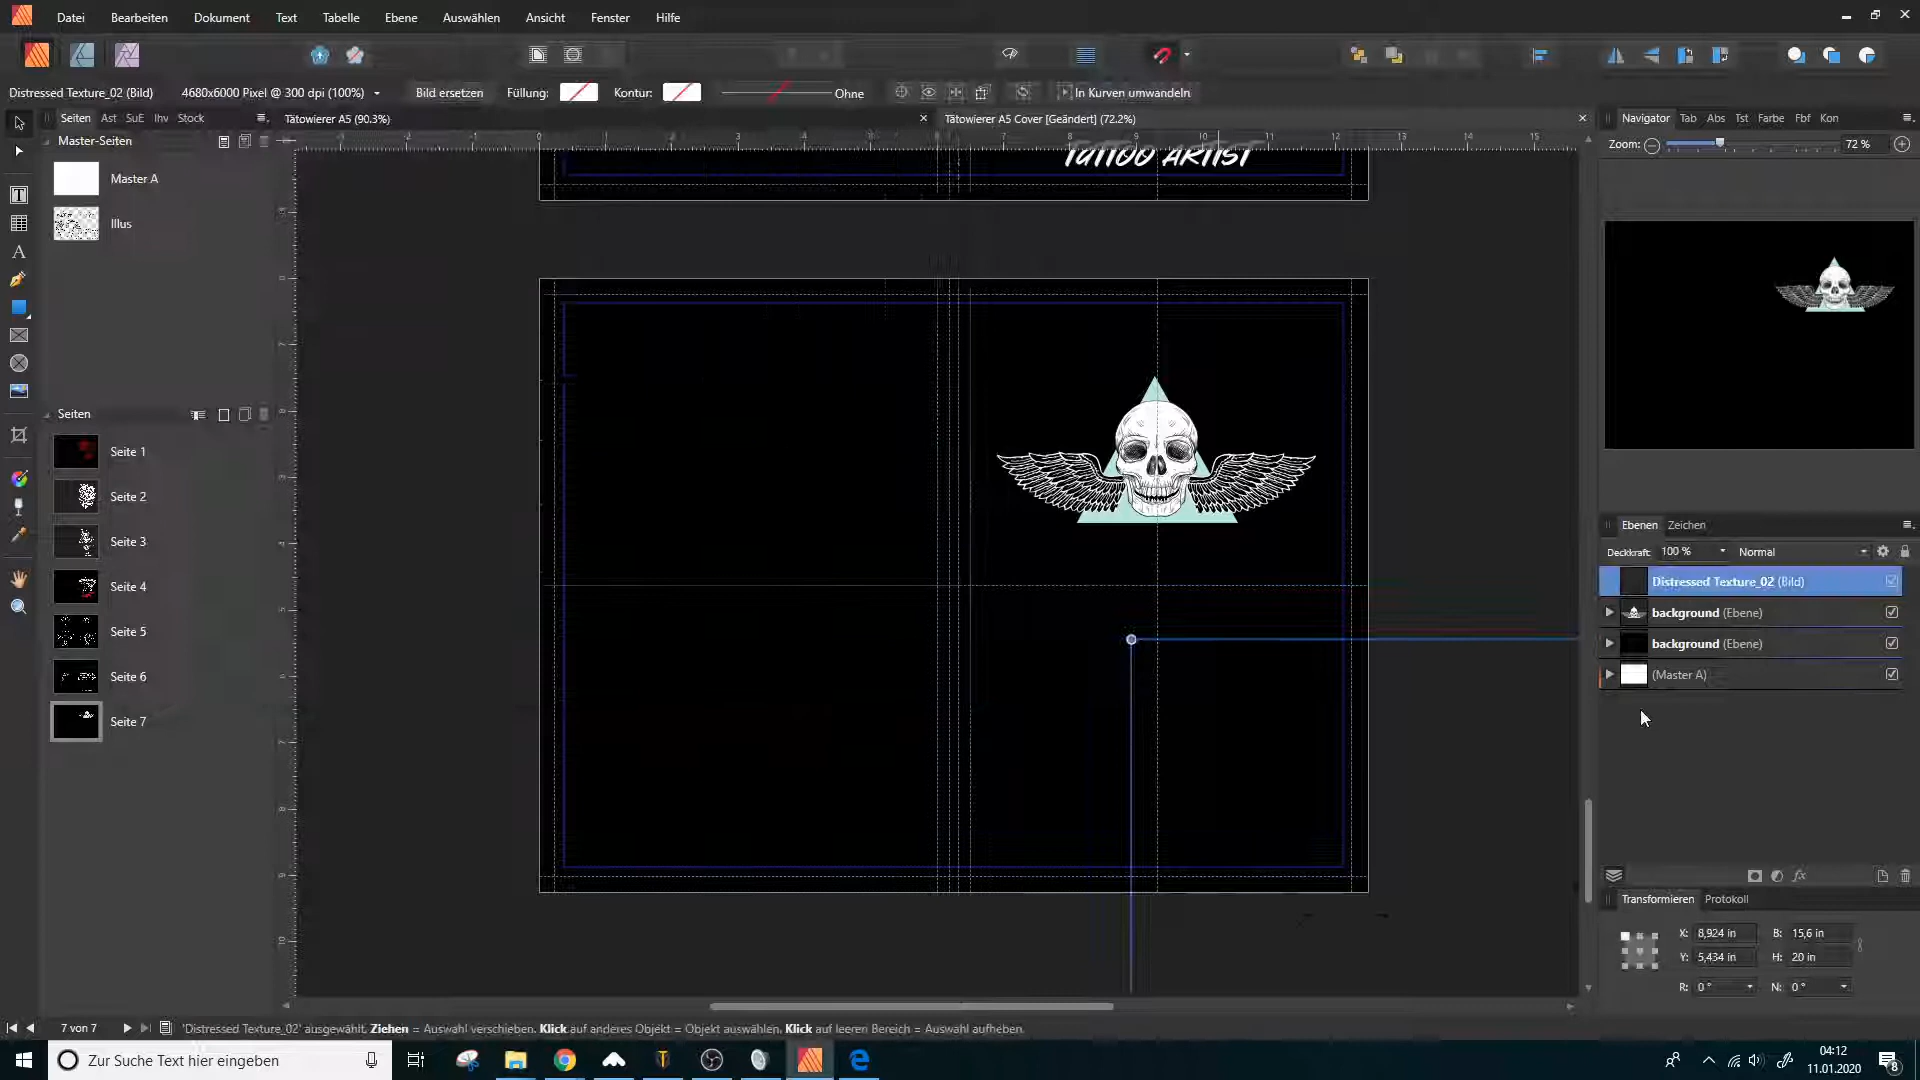 Datei Bearbeiten Dokument Text Tabelle Ebene Auswählen Ansicht Fenster Hilfe
Distressed Texture_02 (Bild) 4680x6000 Pixel @ 300 dpi (100%) Bild ersetzen Füllung: Kontur: Ohne In Kurven umwandeln
Seiten Ast SuE Ihv Stock
Tätowierer A5 (90.3%)
Tätowierer A5 Cover [Geändert] (72.2%)
Navigator Tab Abs Tst Farbe Fbf Kon
Master-Seiten
Zoom: 72 %
Master A
Illus
TATTOO ARTIST
Seiten
Seite 1
Seite 2
Seite 3
Seite 4
Seite 5
Seite 6
Seite 7
Ebenen Zeichen
Deckkraft: 100 % Normal
Distressed Texture_02 (Bild)
background (Ebene)
background (Ebene)
(Master A)
Transformieren Protokoll
X: 8,924 in B: 15,6 in
Y: 5,434 in H: 20 in
R: 0 ° N: 0 °
7 von 7
'Distressed Texture_02' ausgewählt. Ziehen = Auswahl verschieben. Klick auf anderes Objekt = Objekt auswählen. Klick auf leeren Bereich = Auswahl aufheben.
Zur Suche Text hier eingeben
04:12
11.01.2020
8